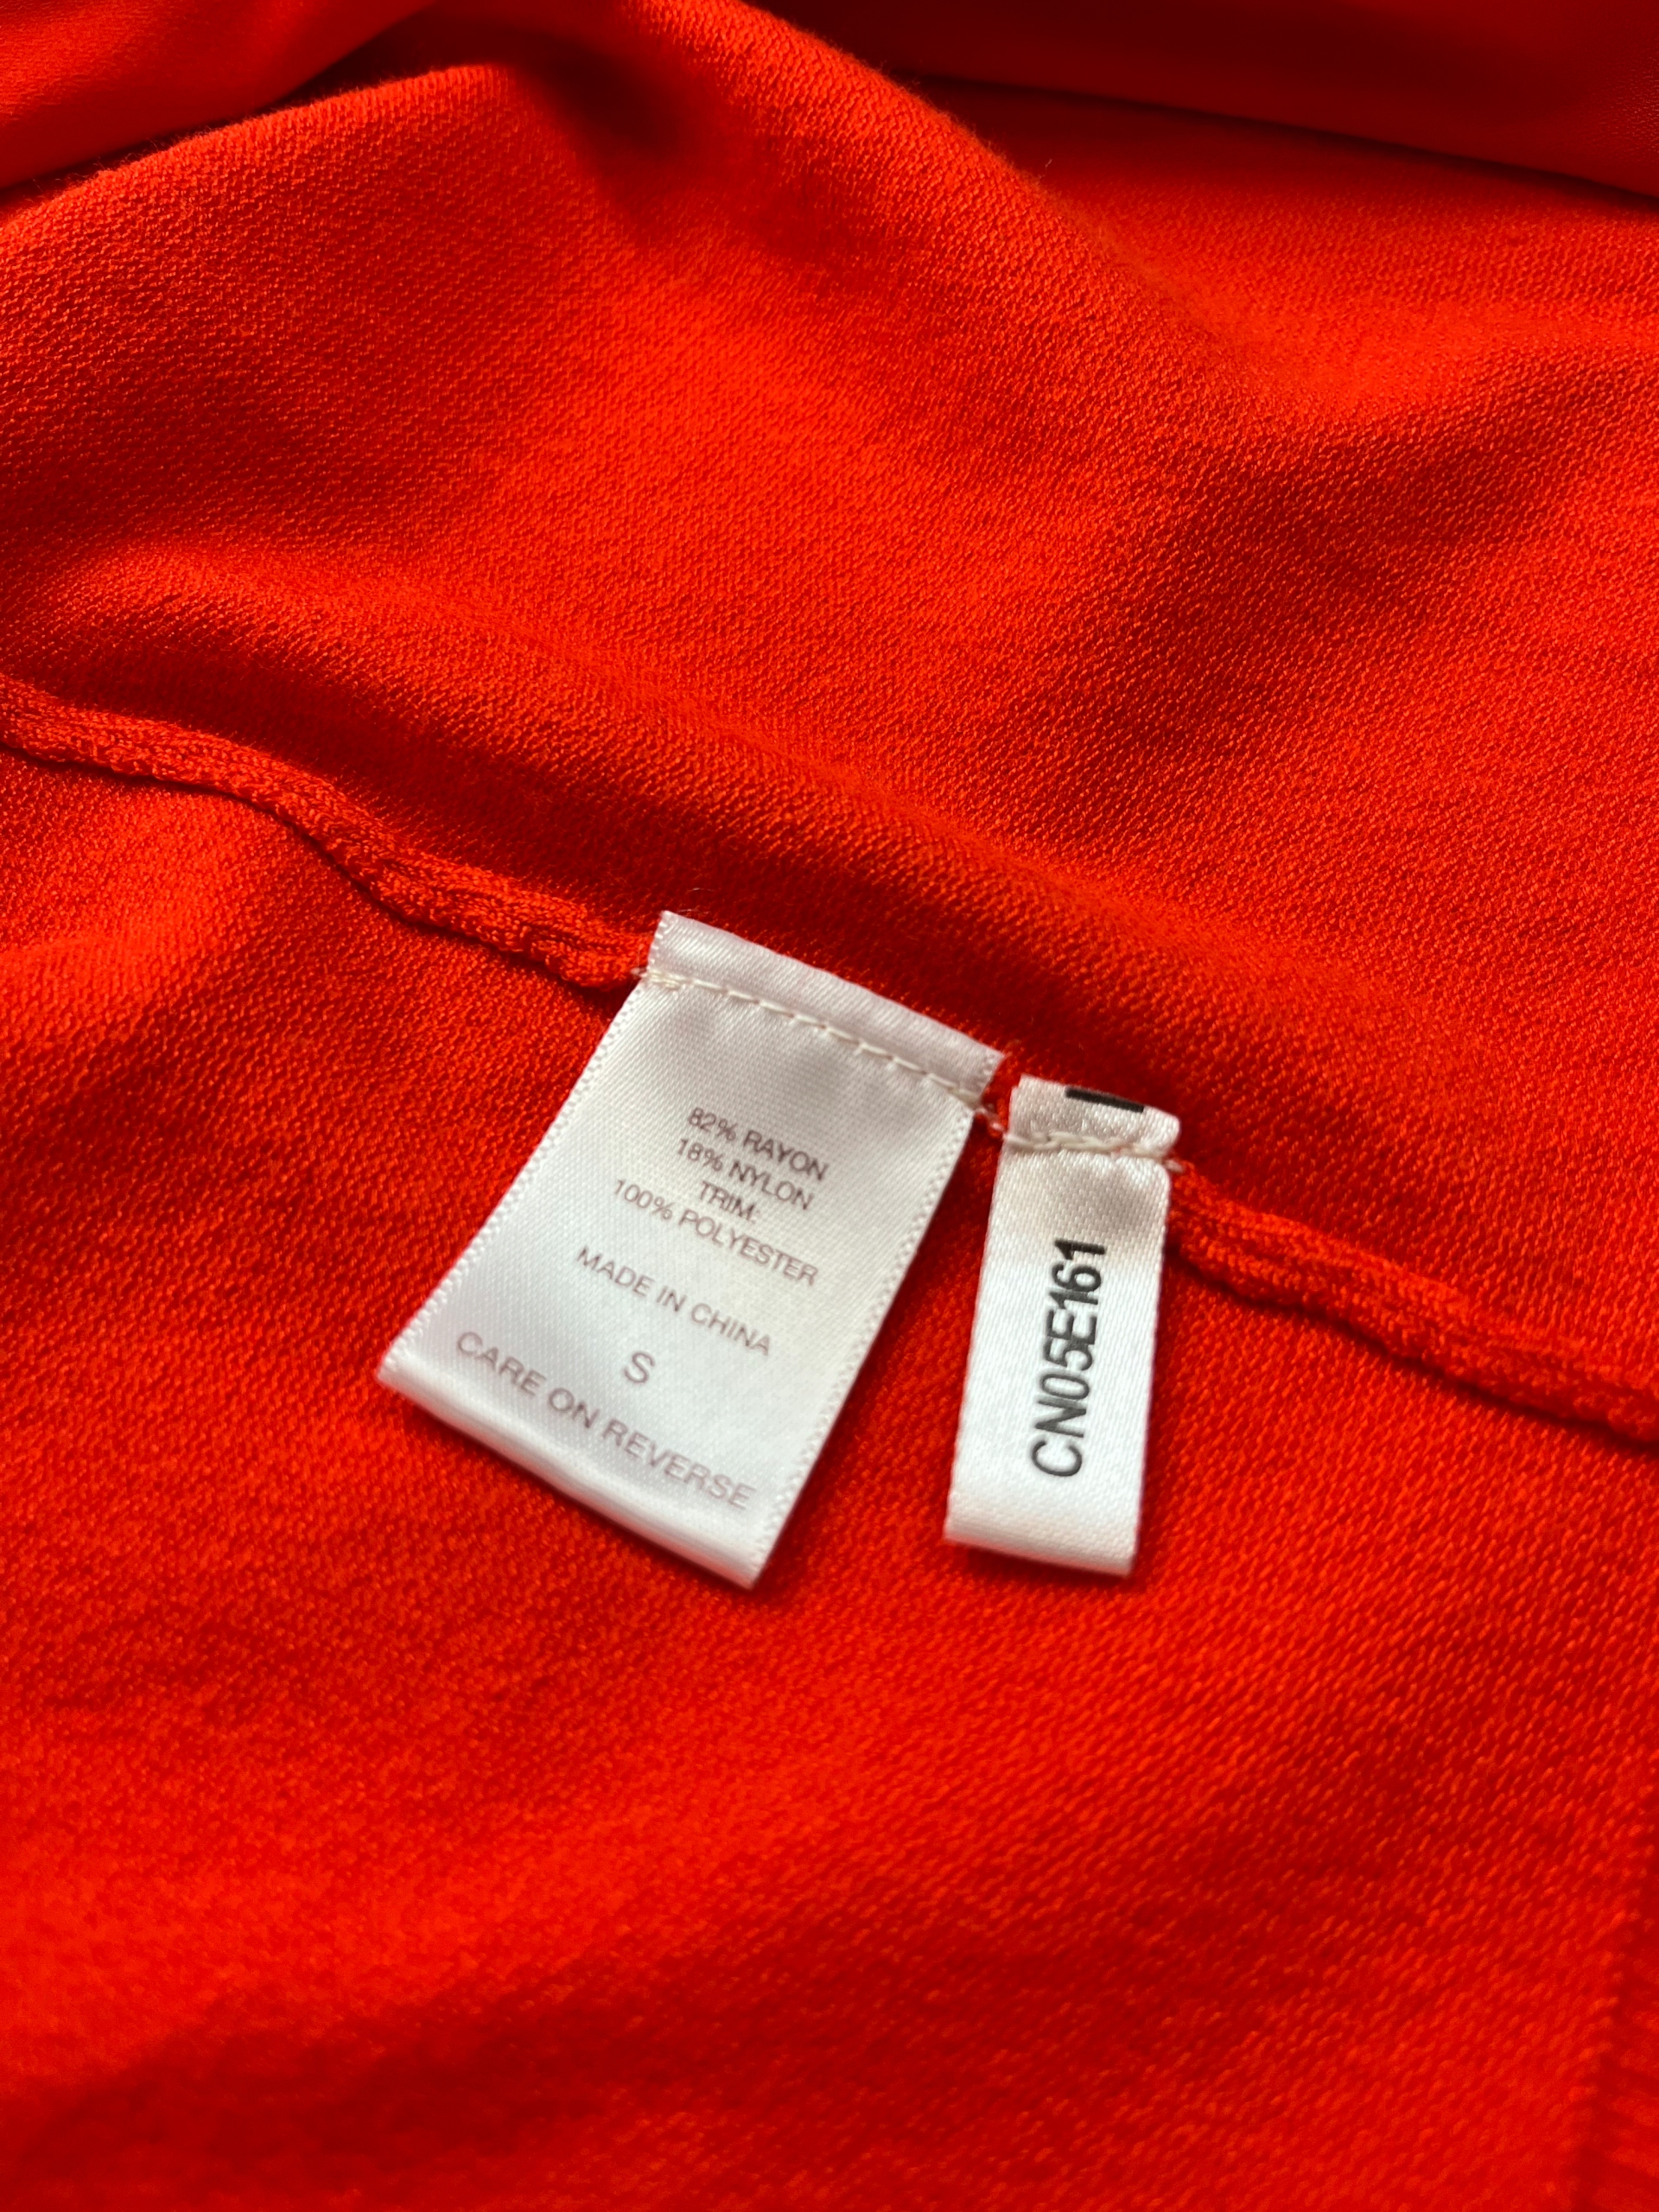 82% RAYON
18% NYLON
TRIM:
100% POLYESTER
MADE IN CHINA
S
CARE ON REVERSE
CN05E161